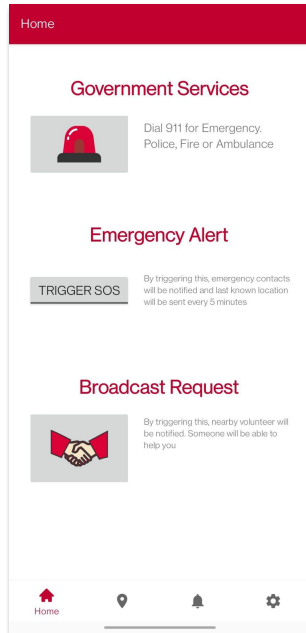 Home
Government Services
Dial 911 for Emergency.
Police, Fire or Ambulance
Emergency Alert
TRIGGER SOS
By triggering this, emergency contacts
will be notified and last known location
will be sent every 5 minutes
Broadcast Request
By triggering this, nearby volunteer will
be notified. Someone will be able to
help you
Home